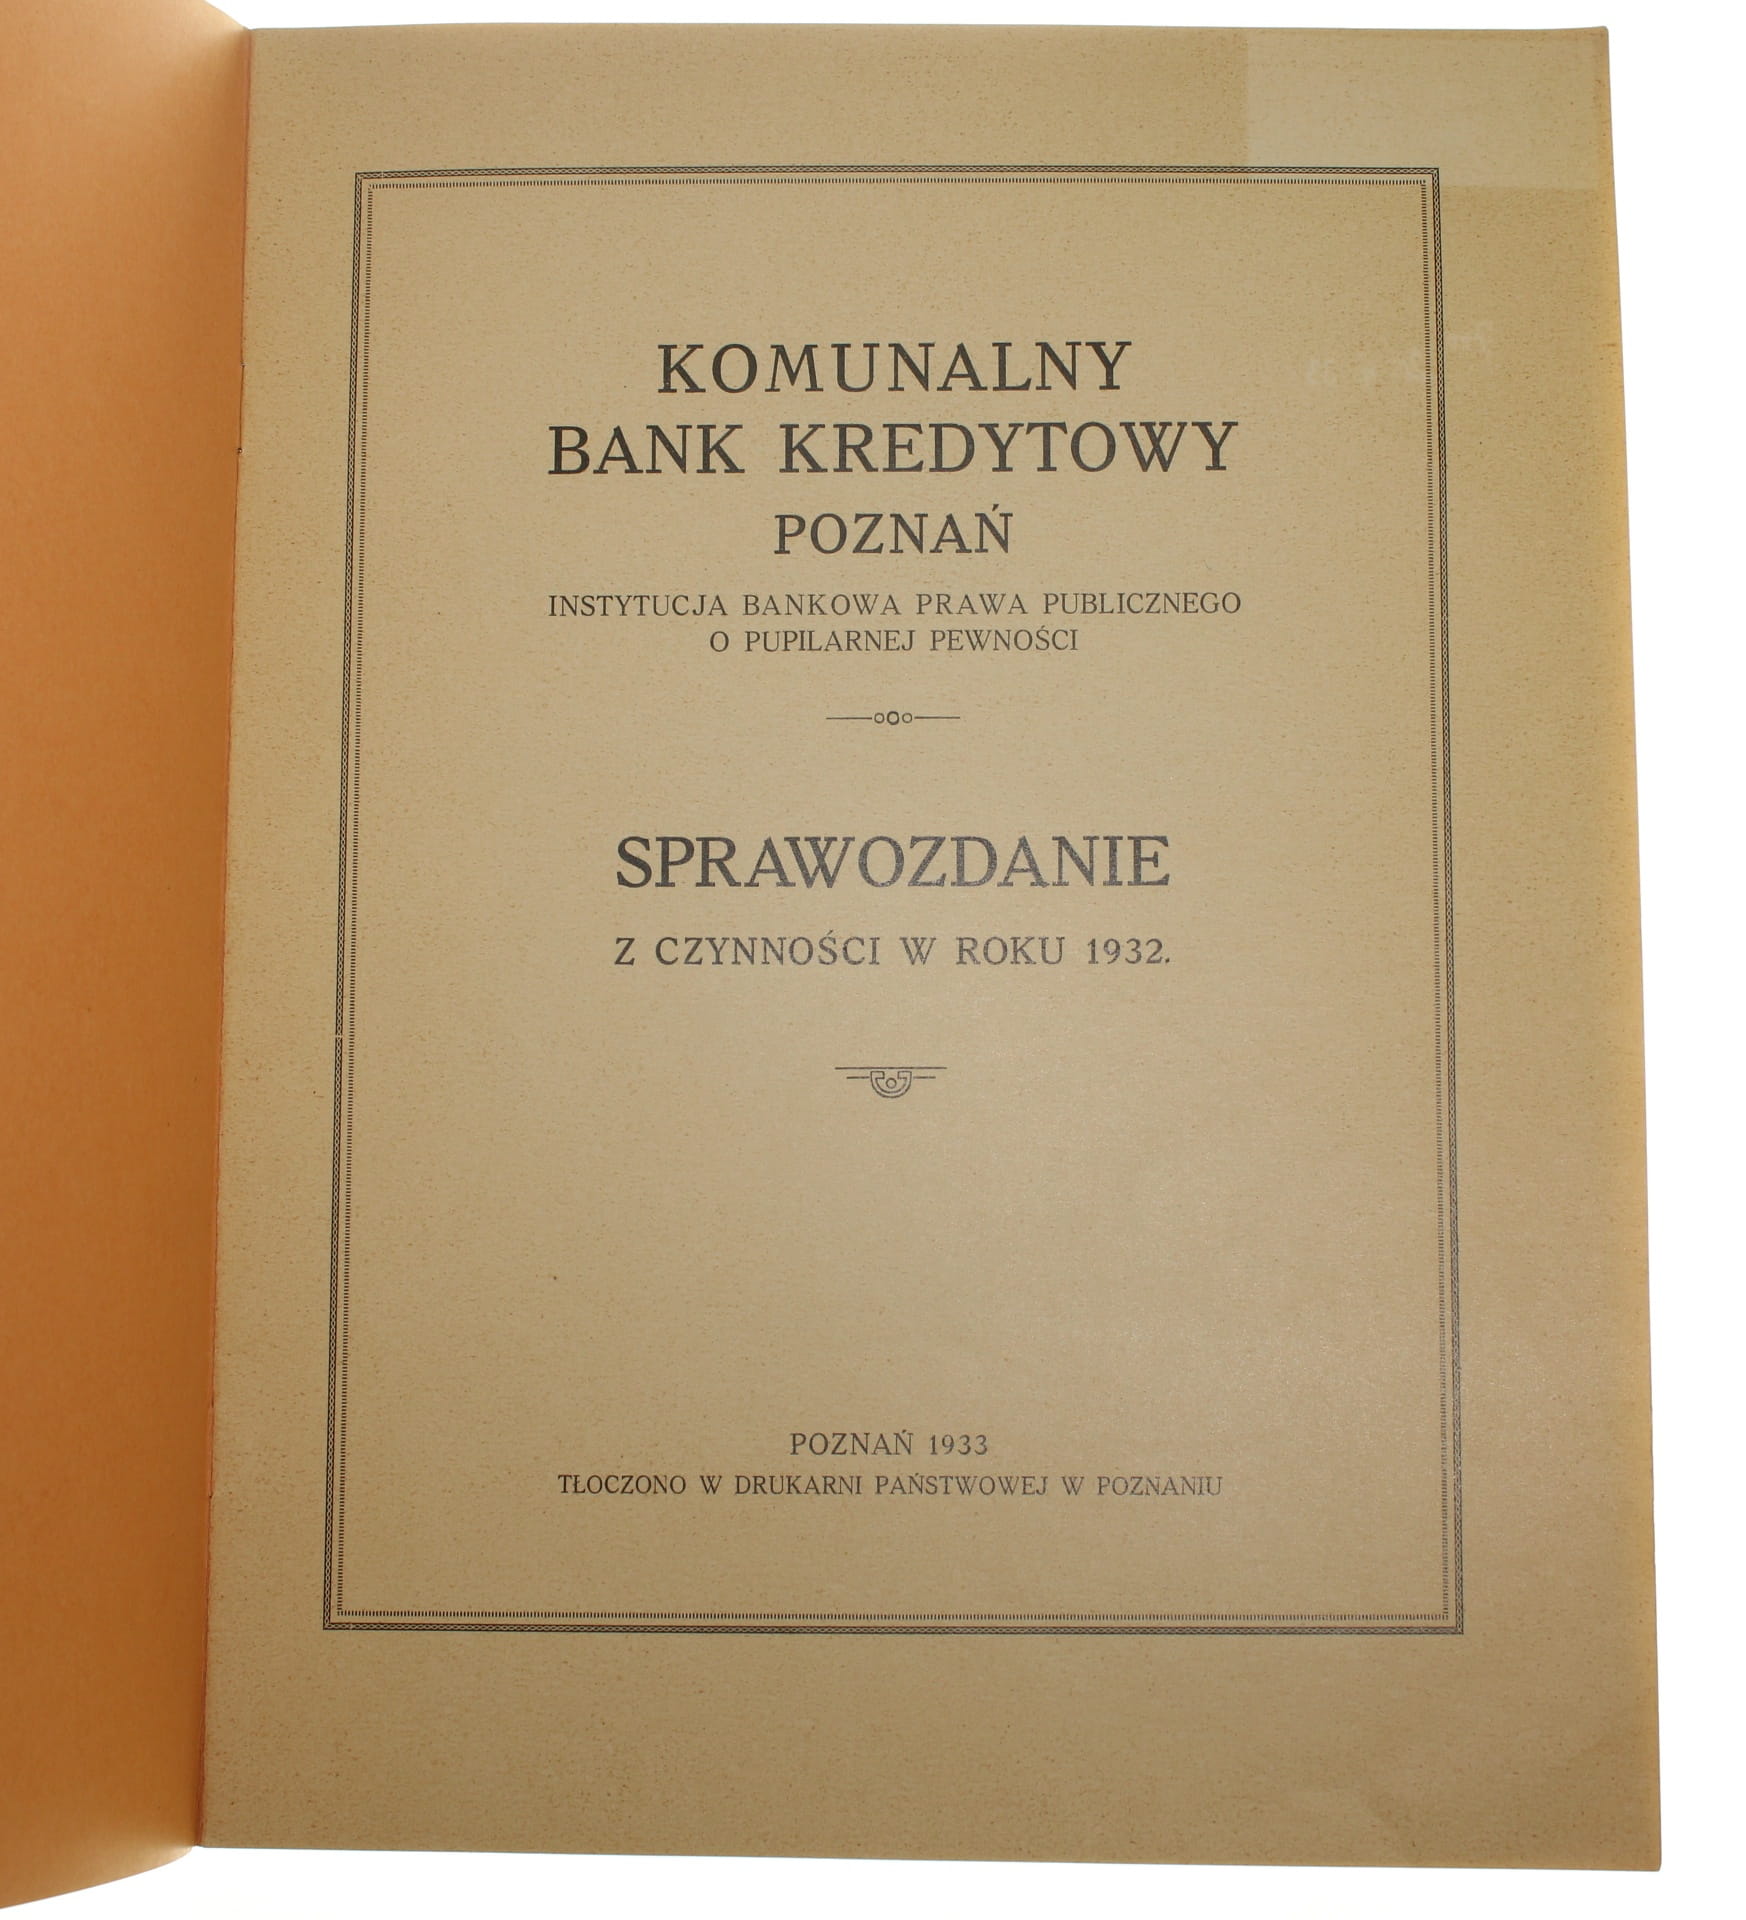 KOMUNALNY
BANK KREDYTOWY
POZNAŃ
INSTYTUCJA BANKOWA PRAWA PUBLICZNEGO
O PUPILARNEJ PEWNOŚCI
SPRAWOZDANIE
Z CZYNNOŚCI W ROKU 1932.
POZNAŃ 1933
TŁOCZONO W DRUKARNI PAŃSTWOWEJ W POZNANIU